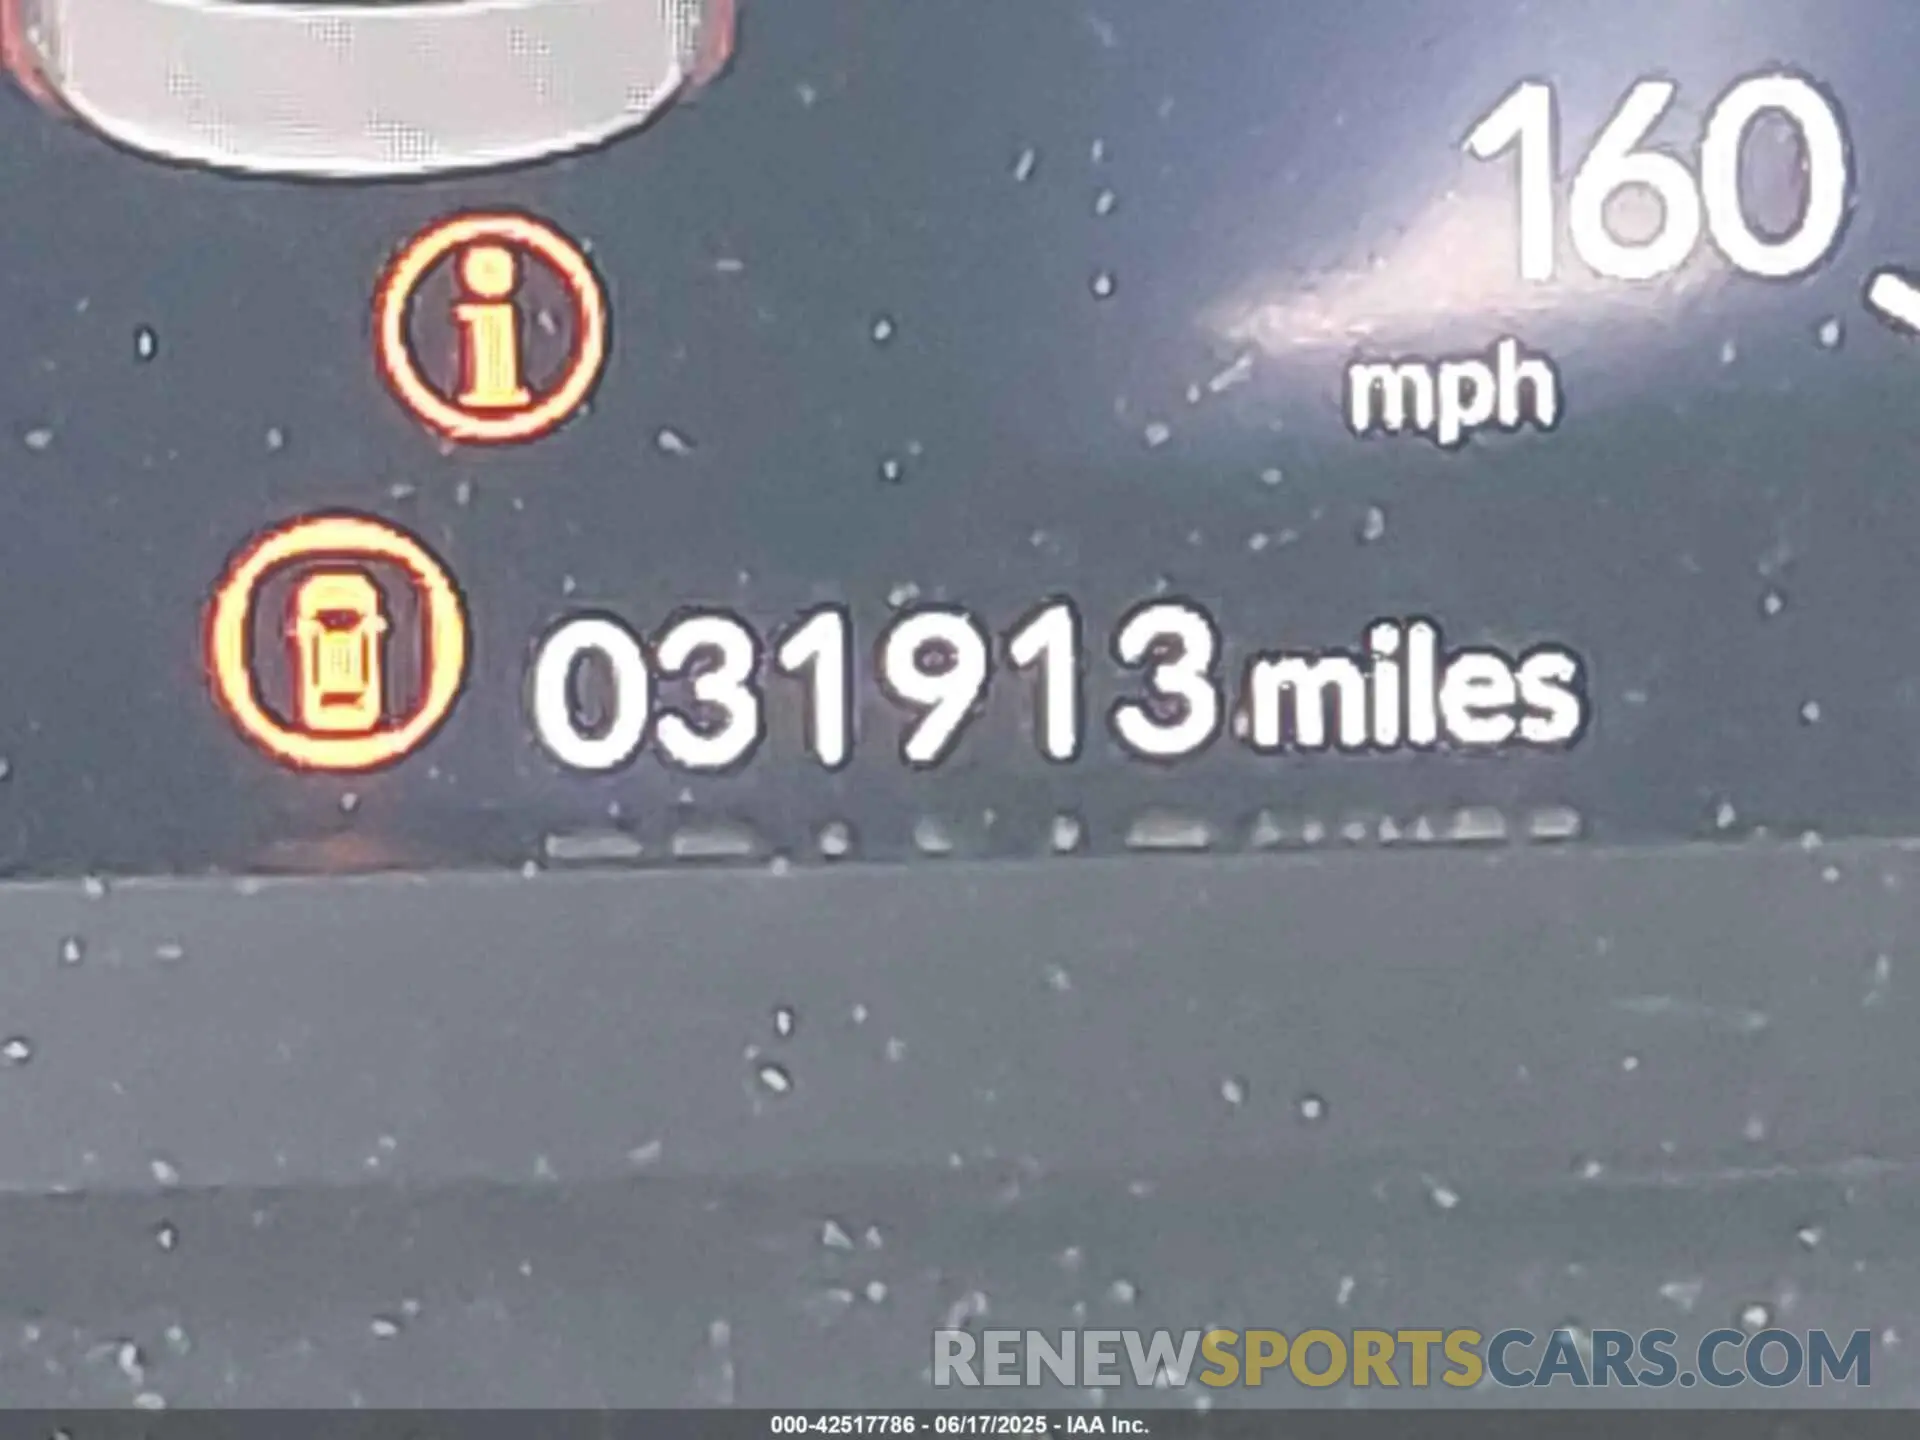 160
mph
031913 miles
RENEWSPORTSCARS.COM
000-42517786 - 06/17/2025 - IAA Inc.